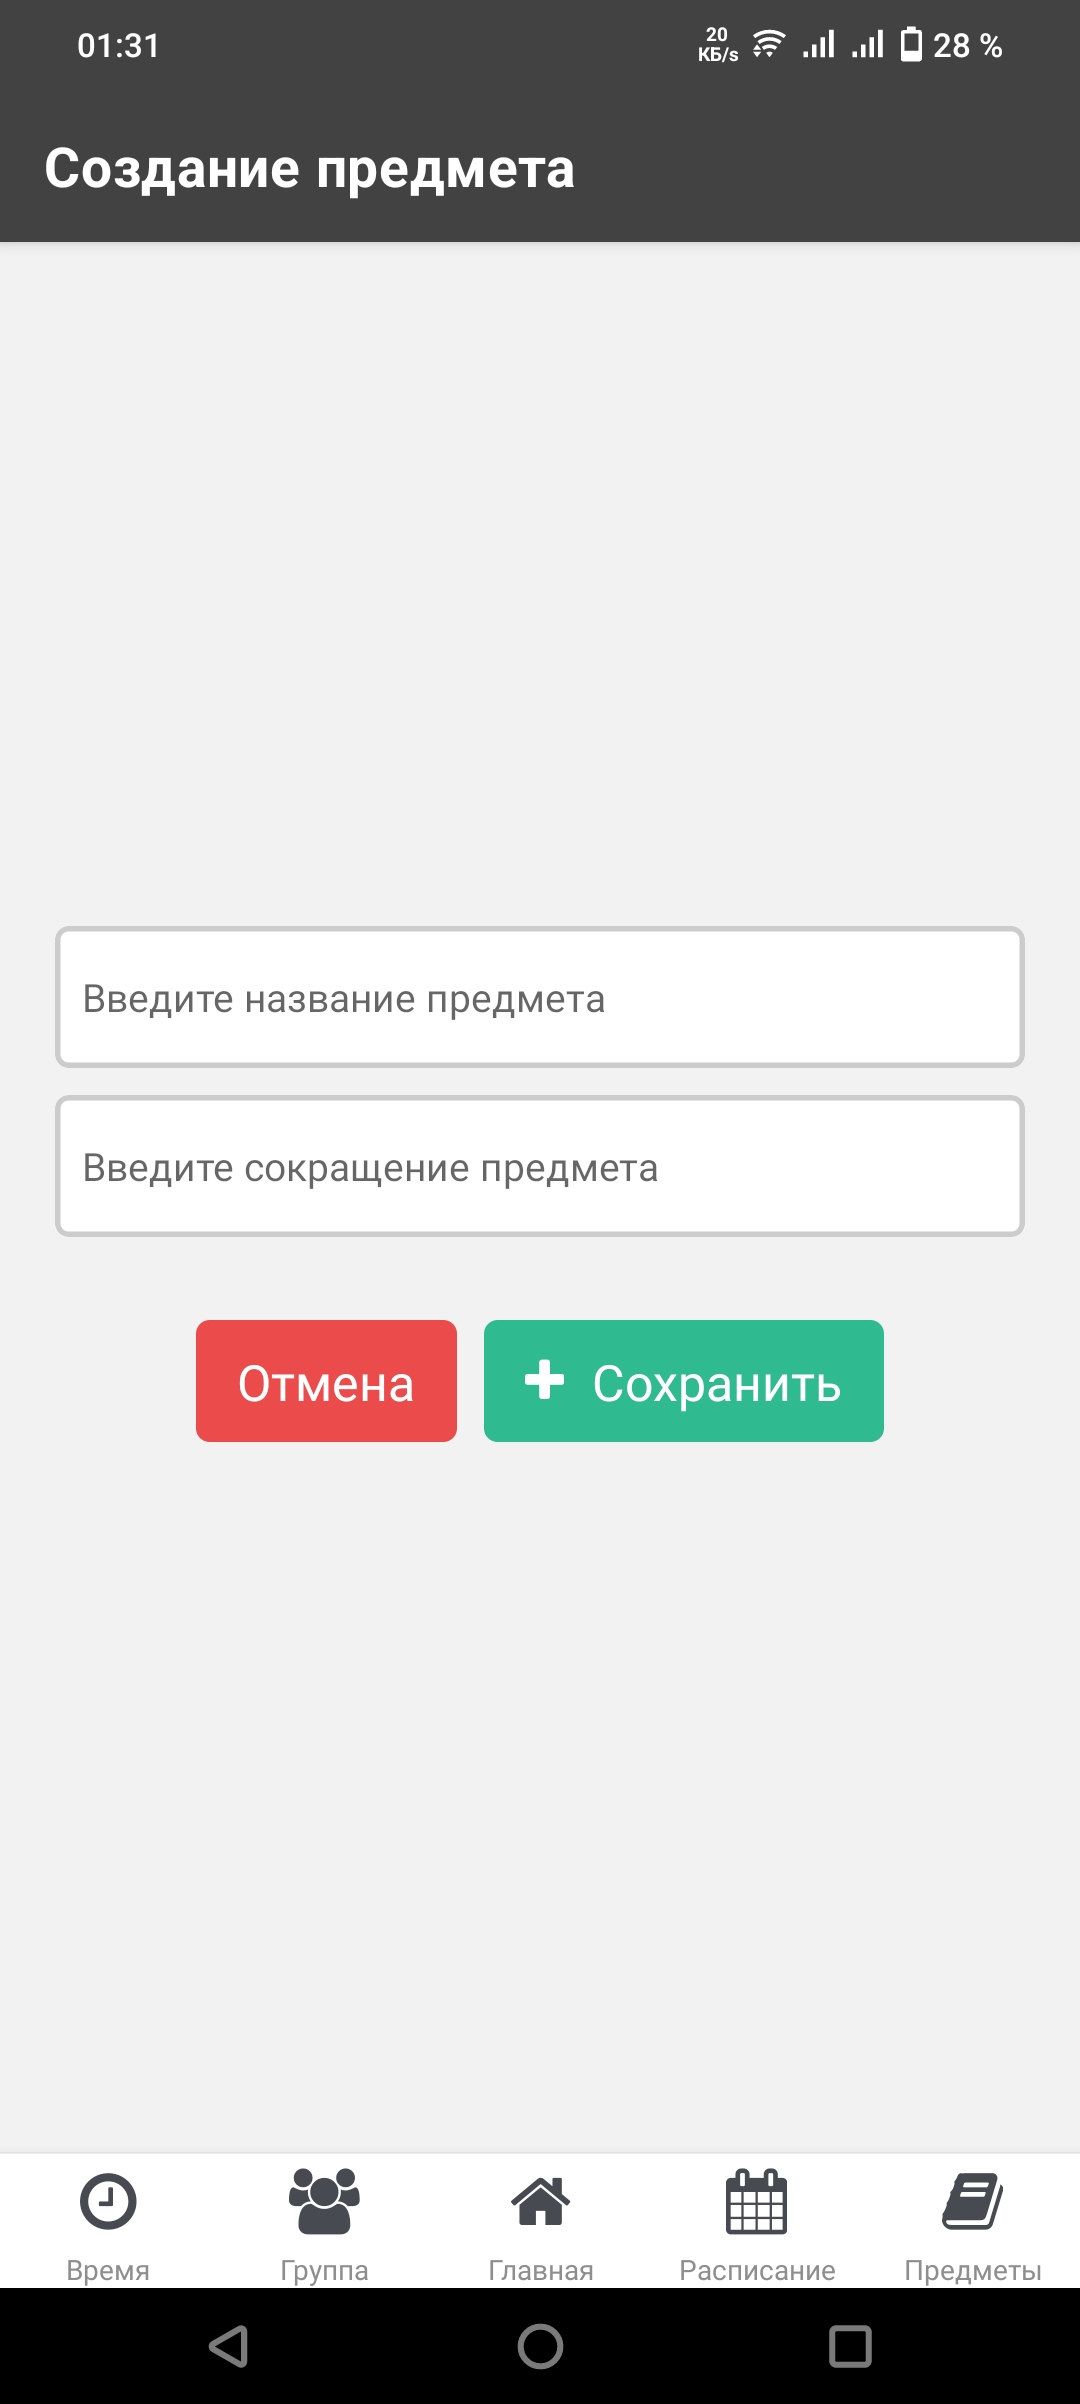 01:31 20 КБ/s 28 %
Создание предмета
Введите название предмета
Введите сокращение предмета
Отмена Сохранить
Время Группа Главная Расписание Предметы